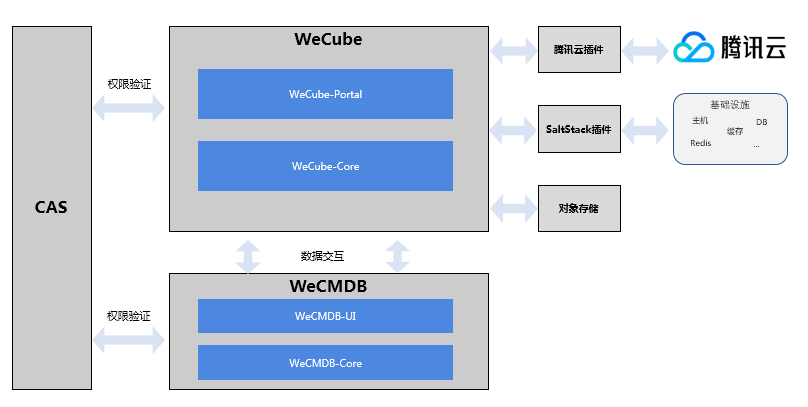 CAS
权限验证
权限验证
WeCube
WeCube-Portal
WeCube-Core
数据交互
WeCMDB
WeCMDB-UI
WeCMDB-Core
腾讯云插件
腾讯云
SaltStack插件
基础设施
主机
DB
缓存
Redis
...
对象存储